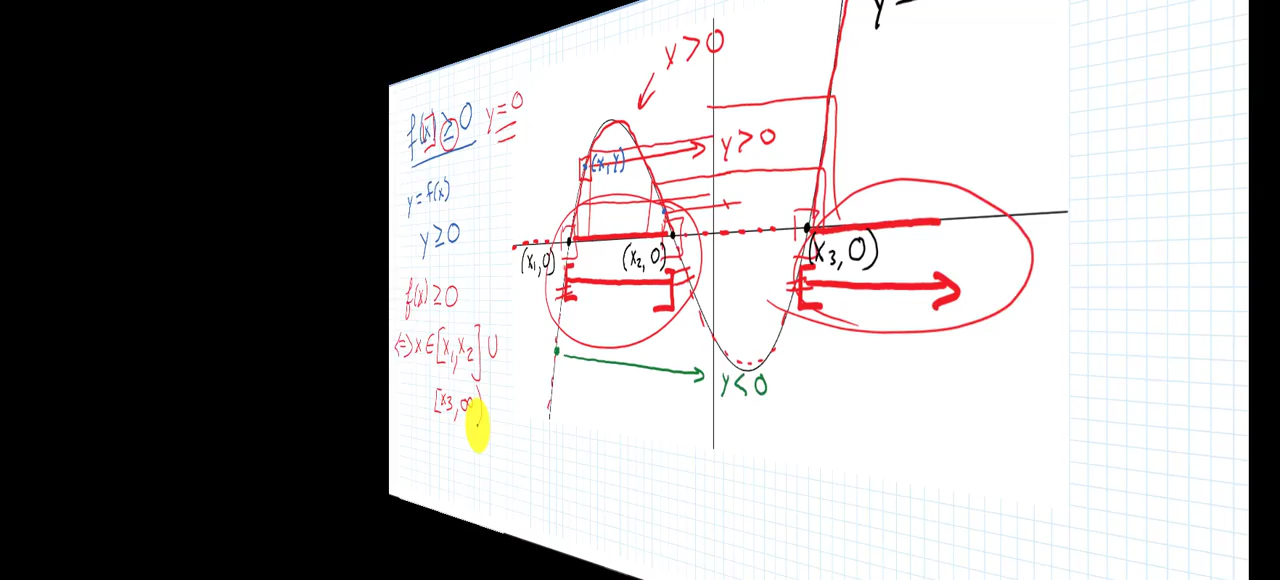 f(x) ≥ 0 y = 0
y = f(x)
y ≥ 0
f(x) ≥ 0
⇔ x ∈ [x₁, x₂] ∪
[x₃, ∞)
y =
x > 0
y > 0
(x, y)
(x₁, 0)
(x₂, 0)
(x₃, 0)
y < 0